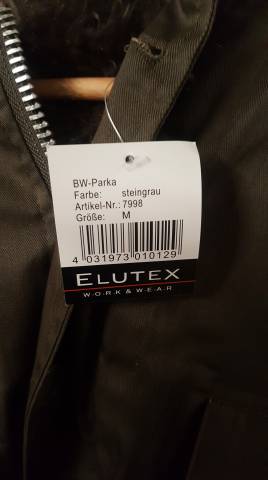 BW-Parka
Farbe: steingrau
Artikel-Nr.: 7998
Größe: M
4 031973 010129
ELUTEX
WORK & WEAR